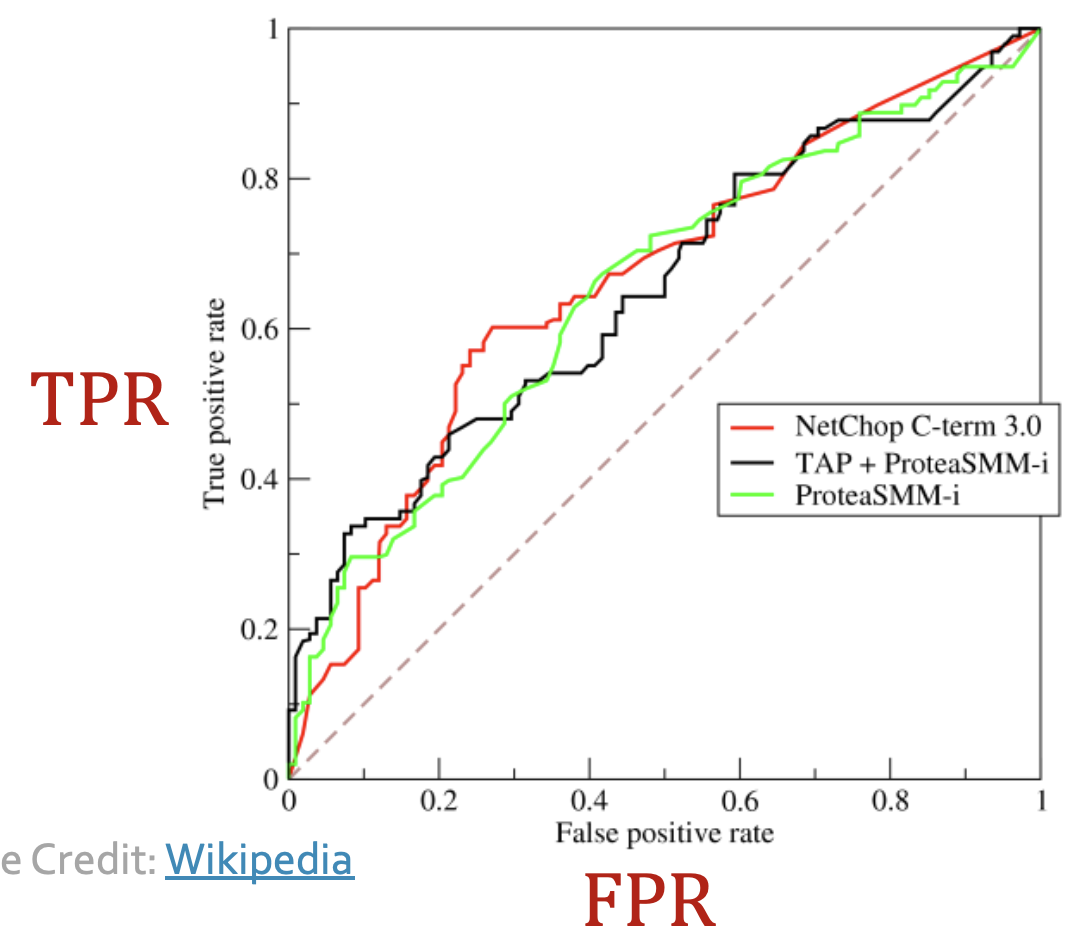 1
0.8
0.6
0.4
0.2
0
True positive rate
TPR
NetChop C-term 3.0
TAP + ProteaSMM-i
ProteaSMM-i
0 0.2 0.4 0.6 0.8 1
False positive rate
e Credit: Wikipedia
FPR